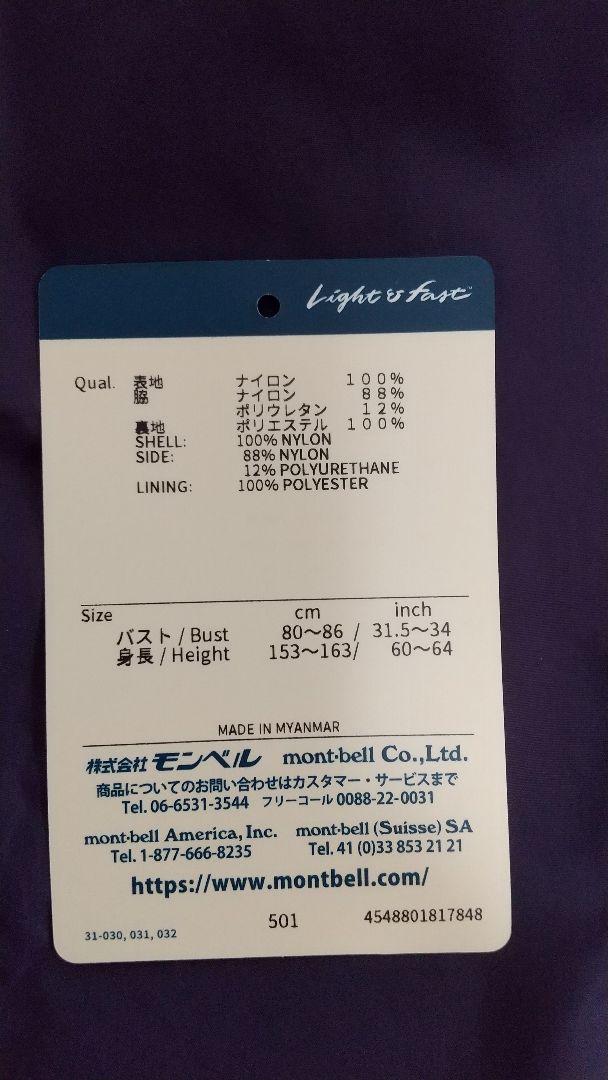 Light & Fast™
Qual. 表地 ナイロン 100%
脇 ナイロン 88%
ポリウレタン 12%
裏地 ポリエステル 100%
SHELL: 100% NYLON
SIDE: 88% NYLON
12% POLYURETHANE
LINING: 100% POLYESTER
Size cm inch
バスト / Bust 80〜86 / 31.5〜34
身長 / Height 153〜163/ 60〜64
MADE IN MYANMAR
株式会社モンベル mont-bell Co.,Ltd.
商品についてのお問い合わせはカスタマー・サービスまで
Tel. 06-6531-3544 フリーコール 0088-22-0031
mont-bell America, Inc. mont-bell (Suisse) SA
Tel. 1-877-666-8235 Tel. 41 (0)33 853 21 21
https://www.montbell.com/
31-030, 031, 032 501 4548801817848